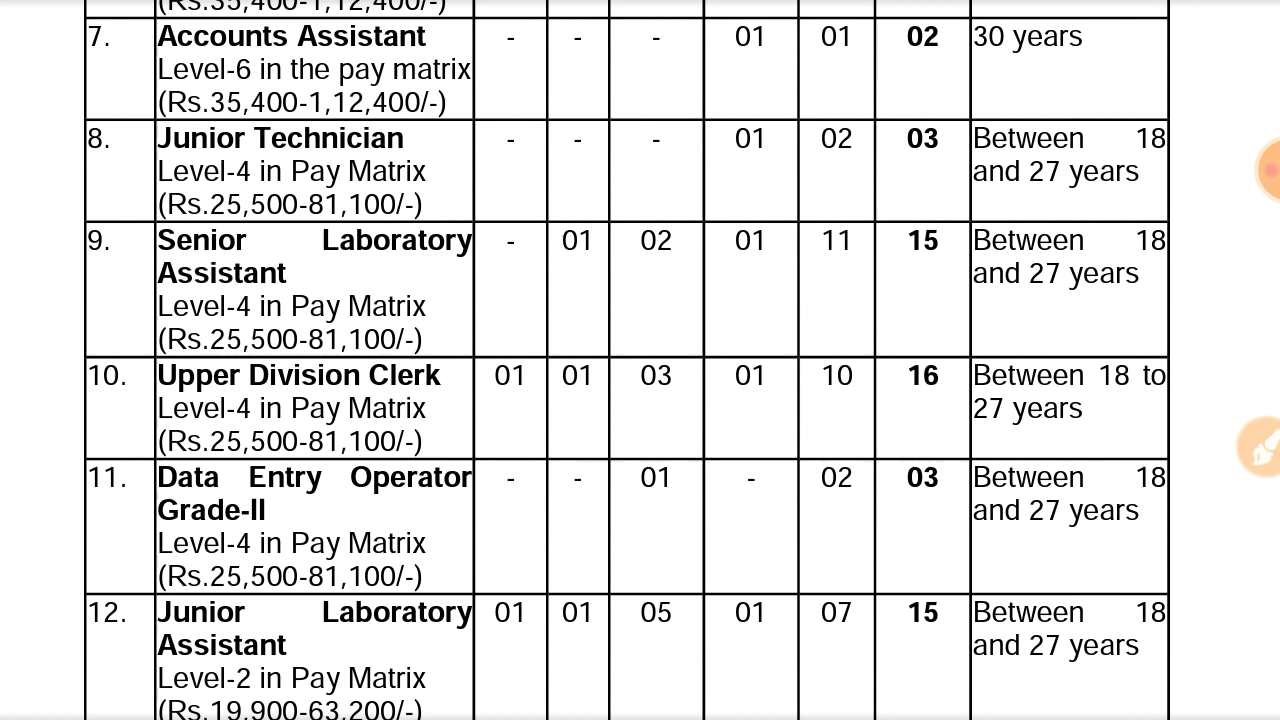 (Rs.35,400-1,12,400/-)
7. Accounts Assistant - - - 01 01 02 30 years
Level-6 in the pay matrix
(Rs.35,400-1,12,400/-)
8. Junior Technician - - - 01 02 03 Between 18
Level-4 in Pay Matrix and 27 years
(Rs.25,500-81,100/-)
9. Senior Laboratory - 01 02 01 11 15 Between 18
Assistant and 27 years
Level-4 in Pay Matrix
(Rs.25,500-81,100/-)
10. Upper Division Clerk 01 01 03 01 10 16 Between 18 to
Level-4 in Pay Matrix 27 years
(Rs.25,500-81,100/-)
11. Data Entry Operator - - 01 - 02 03 Between 18
Grade-II and 27 years
Level-4 in Pay Matrix
(Rs.25,500-81,100/-)
12. Junior Laboratory 01 01 05 01 07 15 Between 18
Assistant and 27 years
Level-2 in Pay Matrix
(Rs.19,900-63,200/-)